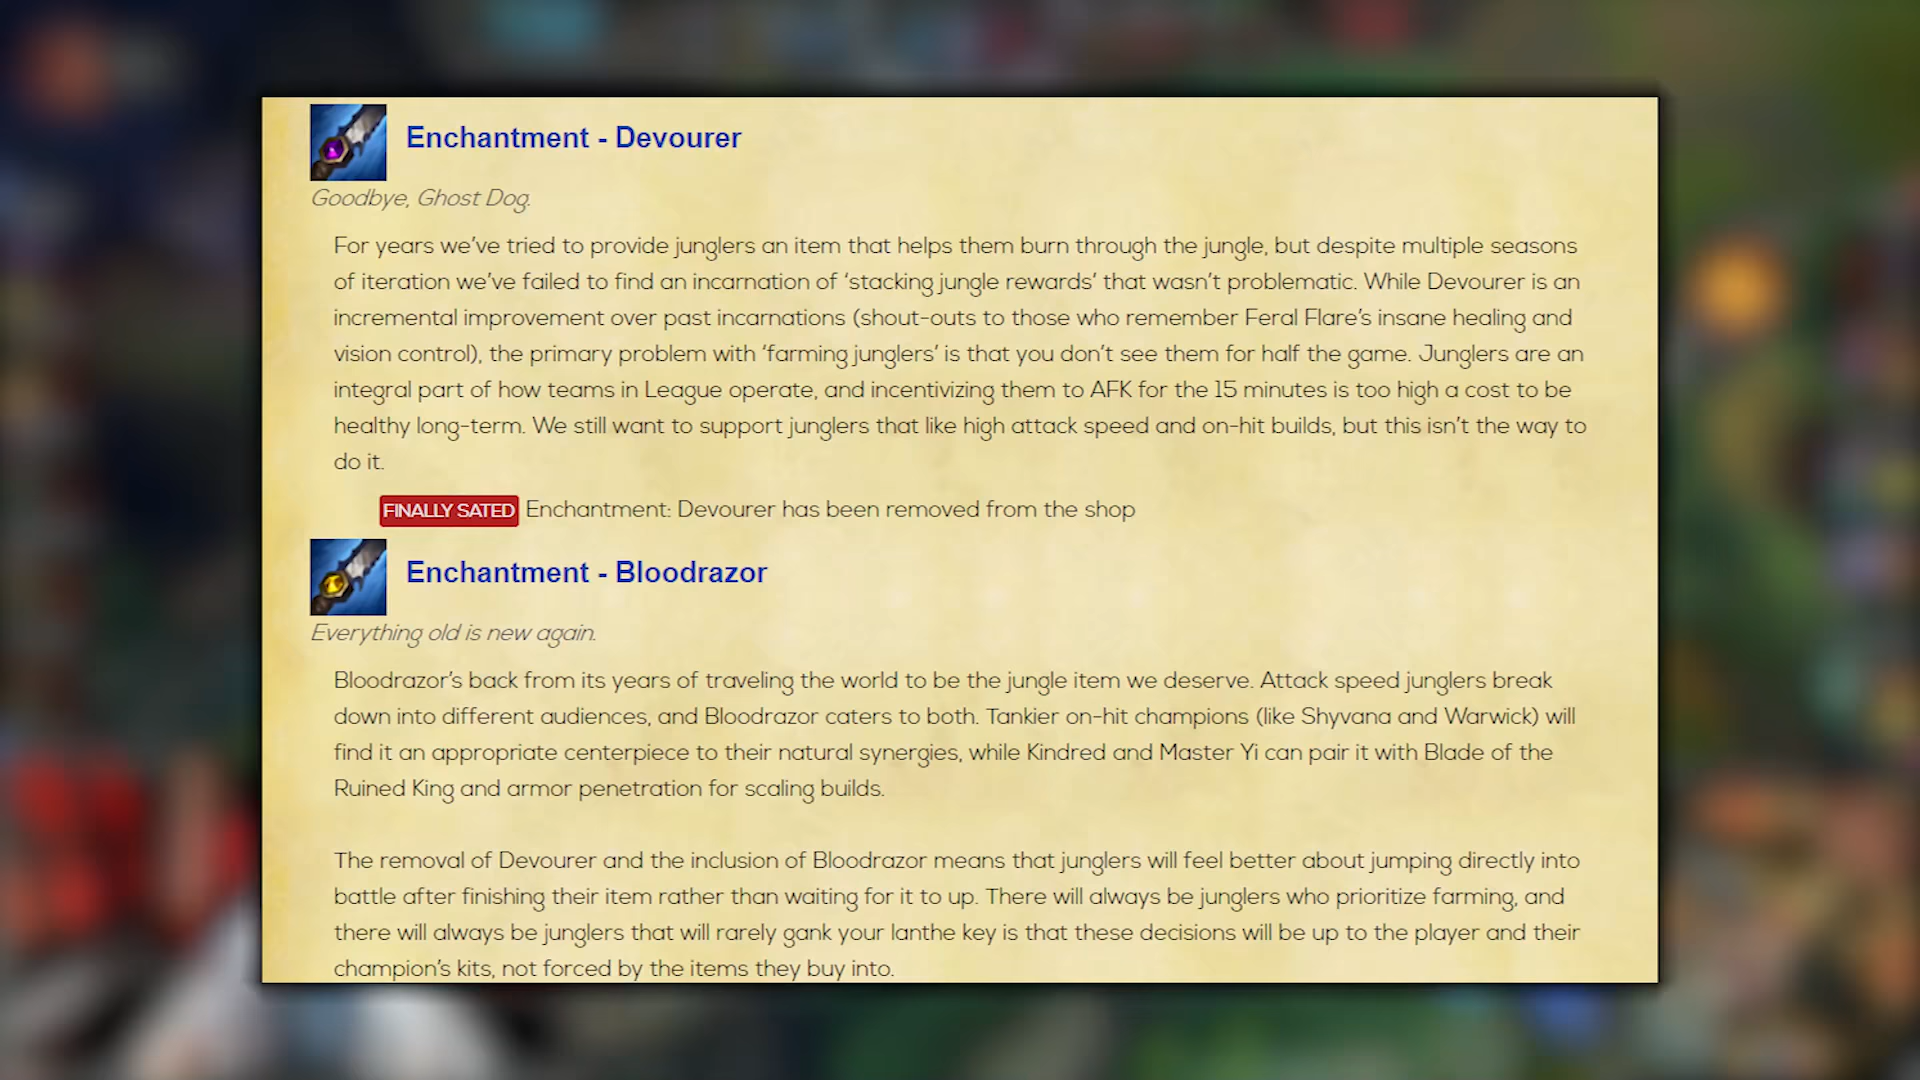 Enchantment - Devourer
Goodbye, Ghost Dog.
For years we've tried to provide junglers an item that helps them burn through the jungle, but despite multiple seasons
of iteration we've failed to find an incarnation of 'stacking jungle rewards' that wasn't problematic. While Devourer is an
incremental improvement over past incarnations (shout-outs to those who remember Feral Flare's insane healing and
vision control), the primary problem with 'farming junglers' is that you don't see them for half the game. Junglers are an
integral part of how teams in League operate, and incentivizing them to AFK for the 15 minutes is too high a cost to be
healthy long-term. We still want to support junglers that like high attack speed and on-hit builds, but this isn't the way to
do it.
FINALLY SATED Enchantment: Devourer has been removed from the shop
Enchantment - Bloodrazor
Everything old is new again.
Bloodrazor's back from its years of traveling the world to be the jungle item we deserve. Attack speed junglers break
down into different audiences, and Bloodrazor caters to both. Tankier on-hit champions (like Shyvana and Warwick) will
find it an appropriate centerpiece to their natural synergies, while Kindred and Master Yi can pair it with Blade of the
Ruined King and armor penetration for scaling builds.
The removal of Devourer and the inclusion of Bloodrazor means that junglers will feel better about jumping directly into
battle after finishing their item rather than waiting for it to up. There will always be junglers who prioritize farming, and
there will always be junglers that will rarely gank your lanthe key is that these decisions will be up to the player and their
champion's kits, not forced by the items they buy into.